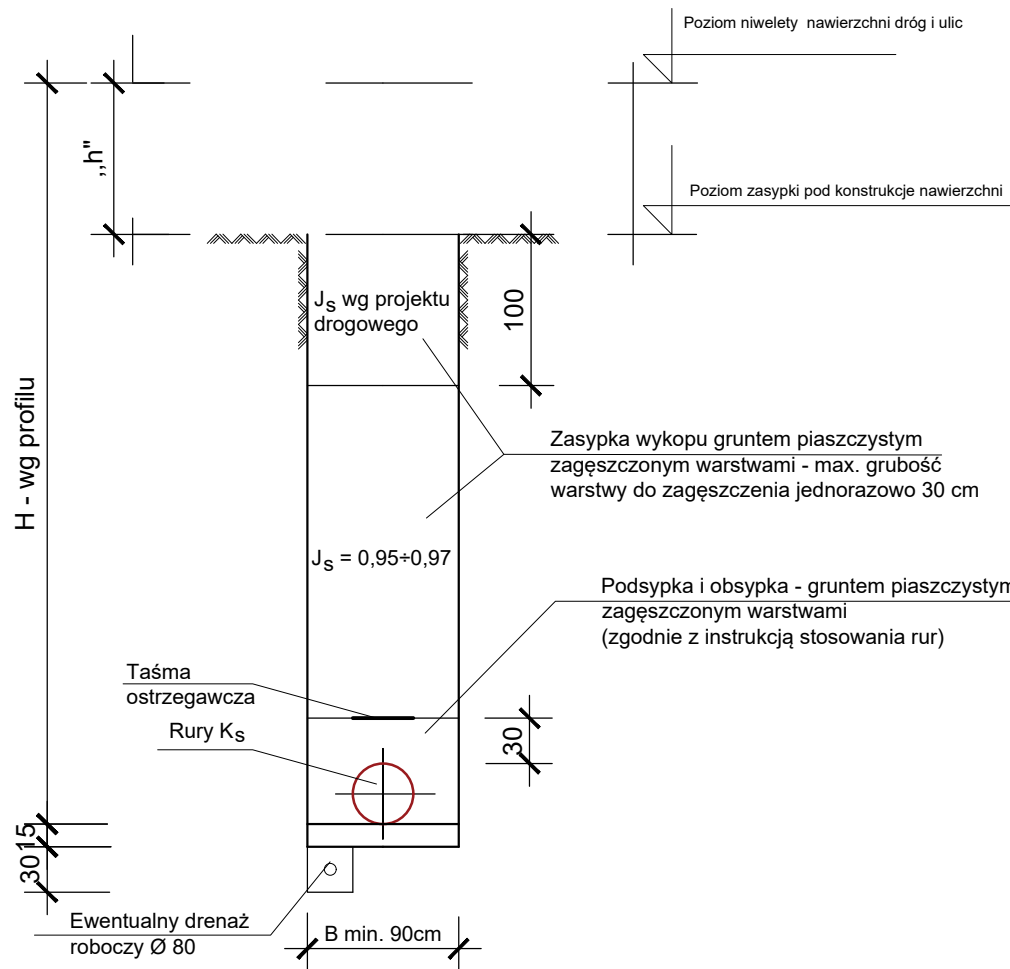 Poziom niwelety nawierzchni dróg i ulic
„h"
Poziom zasypki pod konstrukcje nawierzchni
Js wg projektu
drogowego
100
H - wg profilu
Zasypka wykopu gruntem piaszczystym
zagęszczonym warstwami - max. grubość
warstwy do zagęszczenia jednorazowo 30 cm
Js = 0,95÷0,97
Podsypka i obsypka - gruntem piaszczystym
zagęszczonym warstwami
(zgodnie z instrukcją stosowania rur)
Taśma
ostrzegawcza
Rury Ks
30
15
30
Ewentualny drenaż
roboczy Ø 80
B min. 90cm